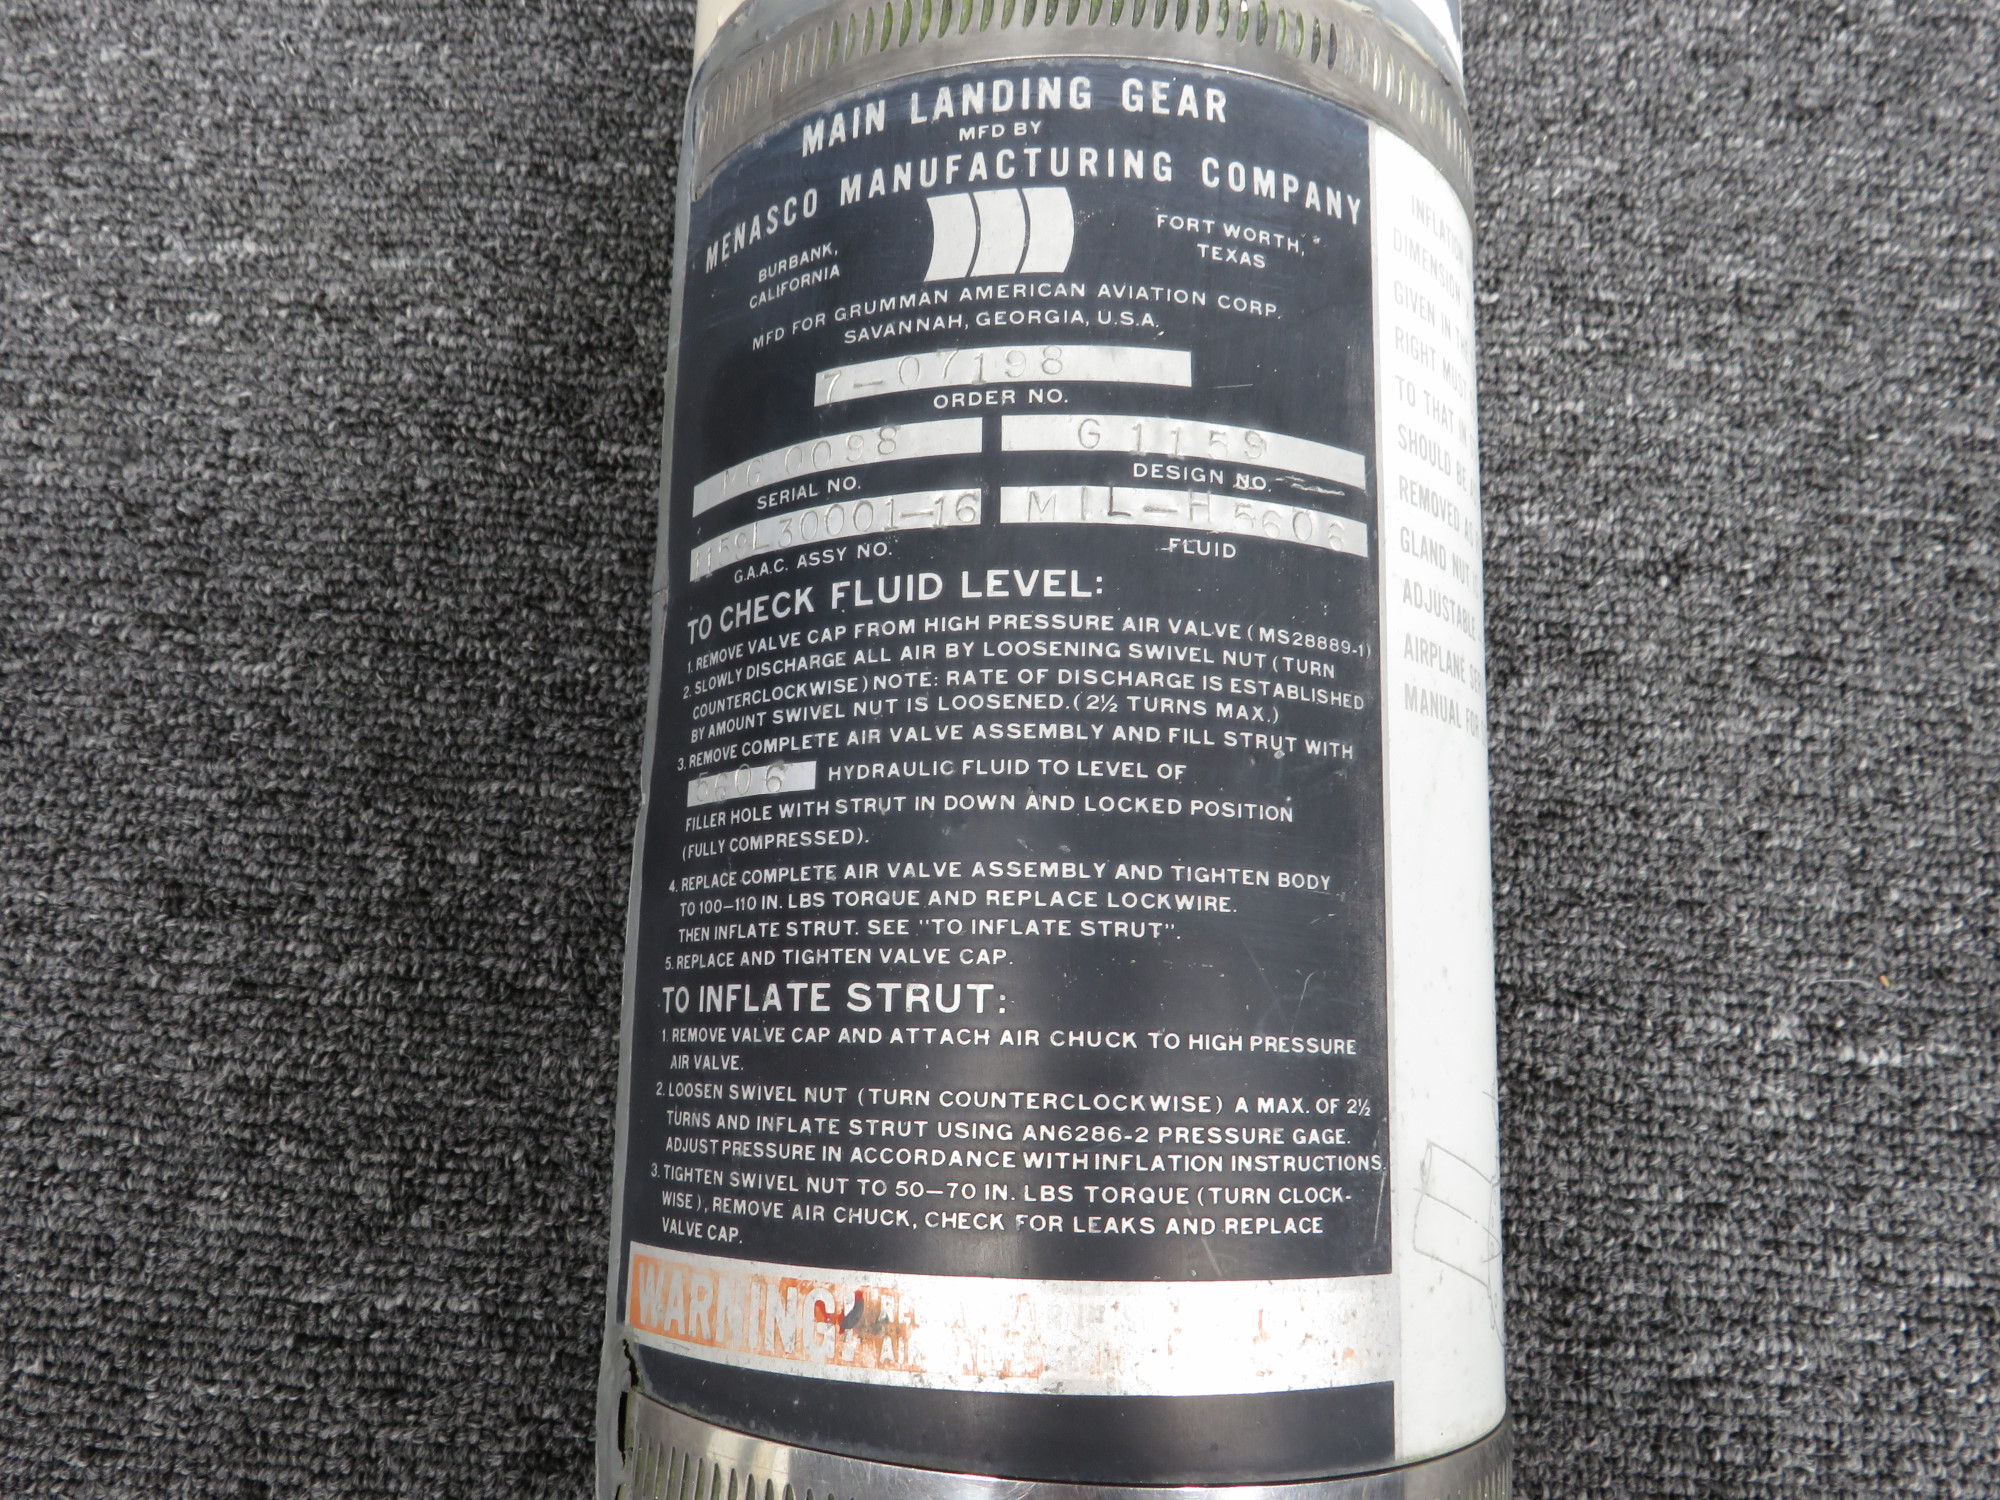 MAIN LANDING GEAR
MFD BY
MENASCO MANUFACTURING COMPANY
BURBANK,
CALIFORNIA
FORT WORTH,
TEXAS
MFD FOR GRUMMAN AMERICAN AVIATION CORP.
SAVANNAH, GEORGIA, U.S.A.
7-07198
ORDER NO.
MG 0098
SERIAL NO.
G 1159
DESIGN NO.
1159L30001-16
G.A.A.C. ASSY NO.
MIL-H 5606
FLUID
TO CHECK FLUID LEVEL:
1. REMOVE VALVE CAP FROM HIGH PRESSURE AIR VALVE (MS28889-1)
2. SLOWLY DISCHARGE ALL AIR BY LOOSENING SWIVEL NUT (TURN
COUNTERCLOCKWISE) NOTE: RATE OF DISCHARGE IS ESTABLISHED
BY AMOUNT SWIVEL NUT IS LOOSENED. (2½ TURNS MAX.)
3. REMOVE COMPLETE AIR VALVE ASSEMBLY AND FILL STRUT WITH
5606 HYDRAULIC FLUID TO LEVEL OF
FILLER HOLE WITH STRUT IN DOWN AND LOCKED POSITION
(FULLY COMPRESSED).
4. REPLACE COMPLETE AIR VALVE ASSEMBLY AND TIGHTEN BODY
TO 100-110 IN. LBS TORQUE AND REPLACE LOCKWIRE.
THEN INFLATE STRUT. SEE "TO INFLATE STRUT".
5. REPLACE AND TIGHTEN VALVE CAP.
TO INFLATE STRUT:
1. REMOVE VALVE CAP AND ATTACH AIR CHUCK TO HIGH PRESSURE
AIR VALVE.
2. LOOSEN SWIVEL NUT (TURN COUNTERCLOCKWISE) A MAX. OF 2½
TURNS AND INFLATE STRUT USING AN6286-2 PRESSURE GAGE.
ADJUST PRESSURE IN ACCORDANCE WITH INFLATION INSTRUCTIONS.
3. TIGHTEN SWIVEL NUT TO 50-70 IN. LBS TORQUE (TURN CLOCK-
WISE), REMOVE AIR CHUCK, CHECK FOR LEAKS AND REPLACE
VALVE CAP.
WARNING
AIR
INFLATION
DIMENSION
GIVEN IN THE
RIGHT MUST
TO THAT IN
SHOULD BE
REMOVED AS
GLAND NUT
ADJUSTABLE
AIRPLANE
MANUAL FOR